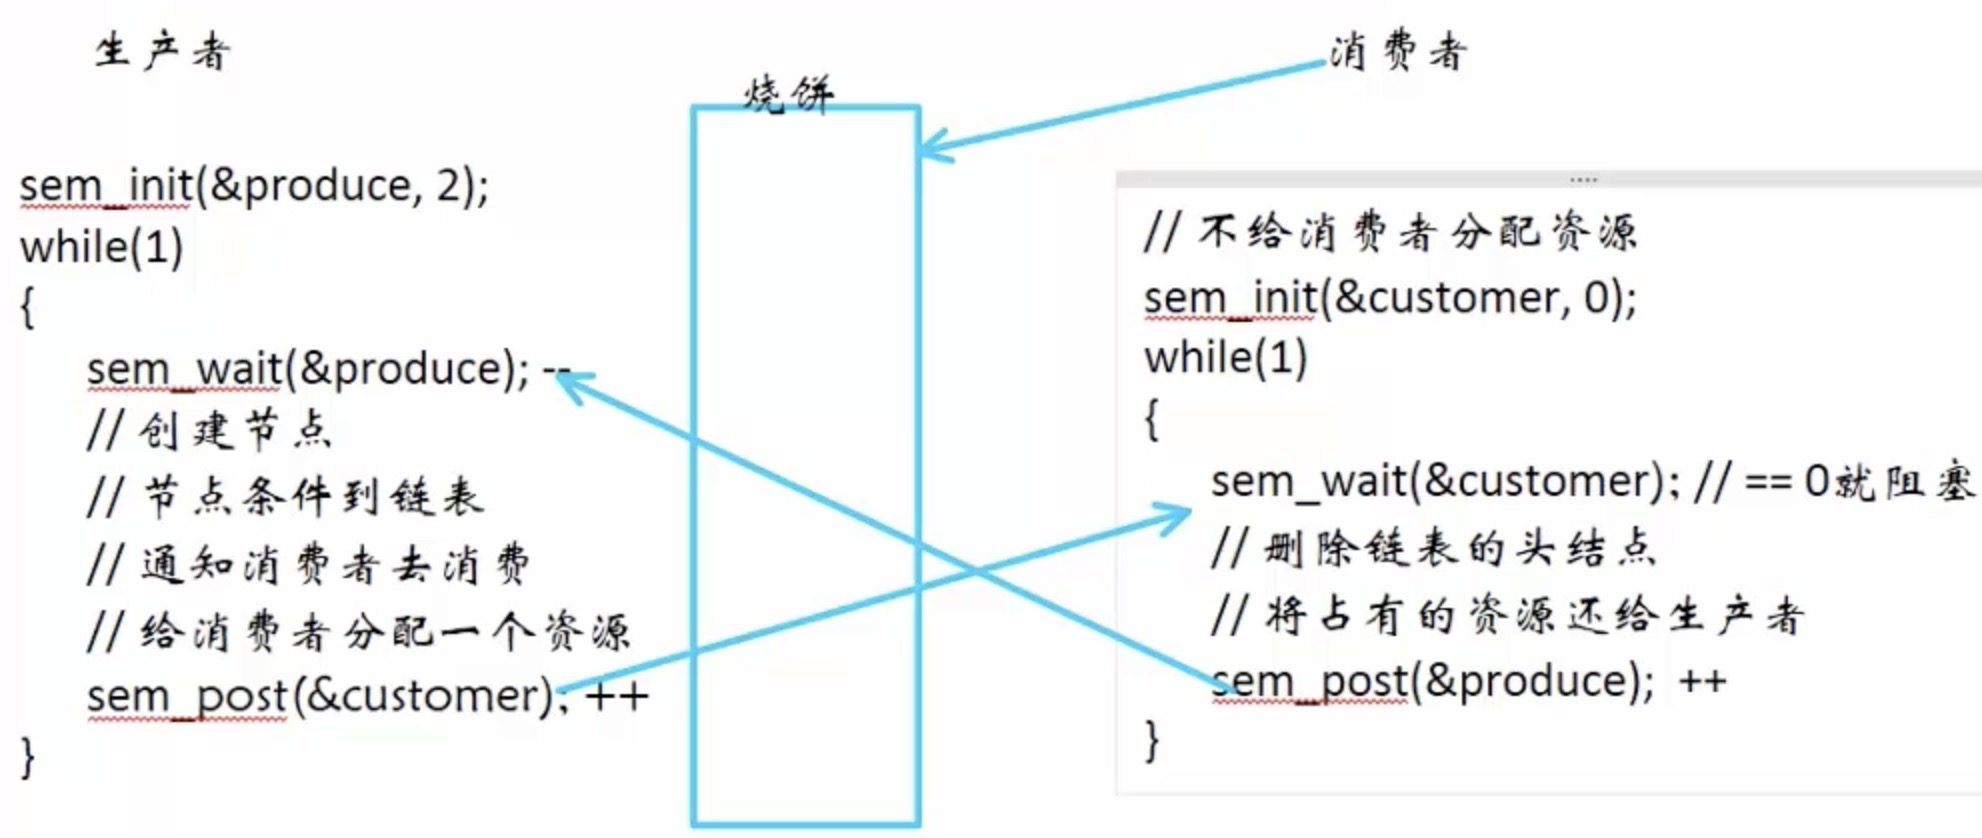 生产者
sem_init(&produce, 2);
while(1)
{
sem_wait(&produce); --
// 创建节点
// 节点条件到链表
// 通知消费者去消费
// 给消费者分配一个资源
sem_post(&customer); ++
}
烧饼
消费者
// 不给消费者分配资源
sem_init(&customer, 0);
while(1)
{
sem_wait(&customer); // == 0就阻塞
// 删除链表的头结点
// 将占有的资源还给生产者
sem_post(&produce); ++
}